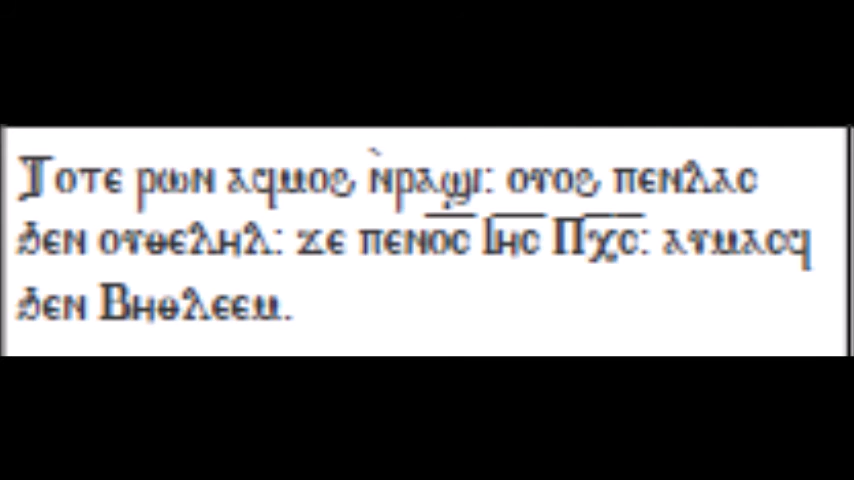 Ⲧⲟⲧⲉ ⲣⲱⲛ ⲁϥⲙⲟϩ ⲛ̀ⲣⲁϣⲓ: ⲟⲩⲟϩ ⲡⲉⲛⲗⲁⲥ
ϧⲉⲛ ⲟⲩⲑⲉⲗⲏⲗ: ϫⲉ ⲡⲉⲛⲟ̅ⲥ̅ Ⲓⲏ̅ⲥ̅ Ⲡⲭ̅ⲥ̅: ⲁⲩⲙⲁⲥϥ
ϧⲉⲛ Ⲃⲏⲑⲗⲉⲉⲙ.